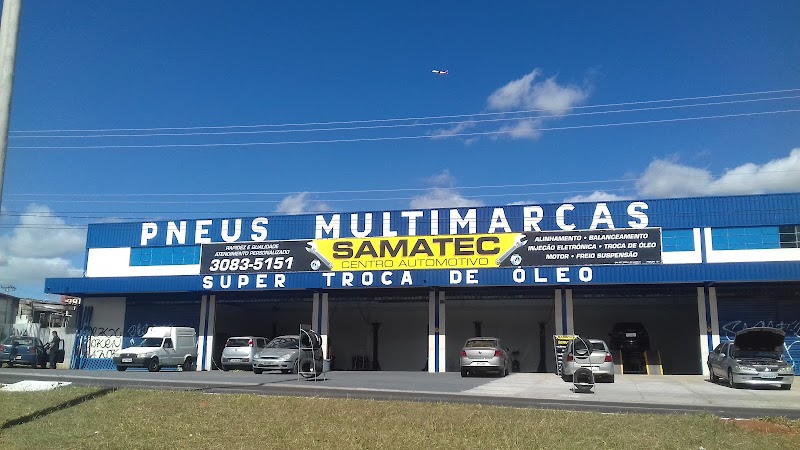 PNEUS MULTIMARCAS
RAPIDEZ E QUALIDADE
ATENDIMENTO PERSONALIZADO
3083-5151
SAMATEC
CENTRO AUTOMOTIVO
ALINHAMENTO • BALANCEAMENTO
INJEÇÃO ELETRÔNICA • TROCA DE ÓLEO
MOTOR • FREIO SUSPENSÃO
SUPER TROCA DE ÓLEO